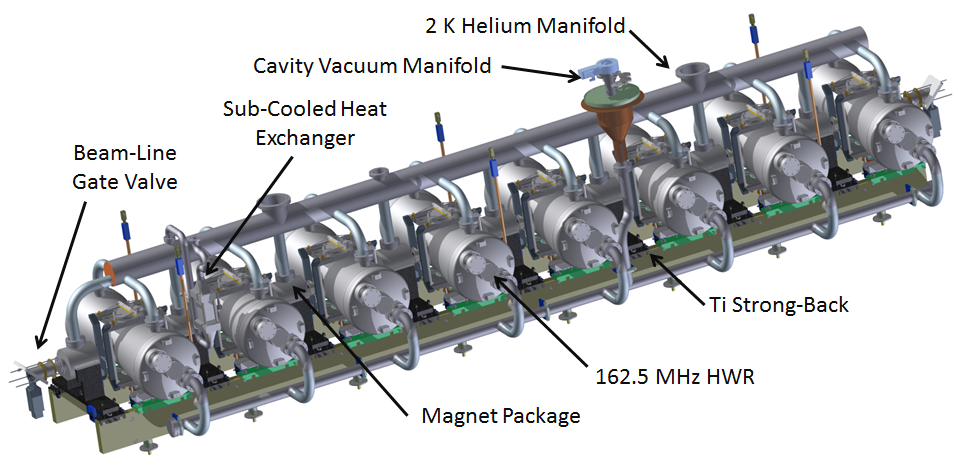 2 K Helium Manifold
Cavity Vacuum Manifold
Sub-Cooled Heat
Exchanger
Beam-Line
Gate Valve
Ti Strong-Back
162.5 MHz HWR
Magnet Package